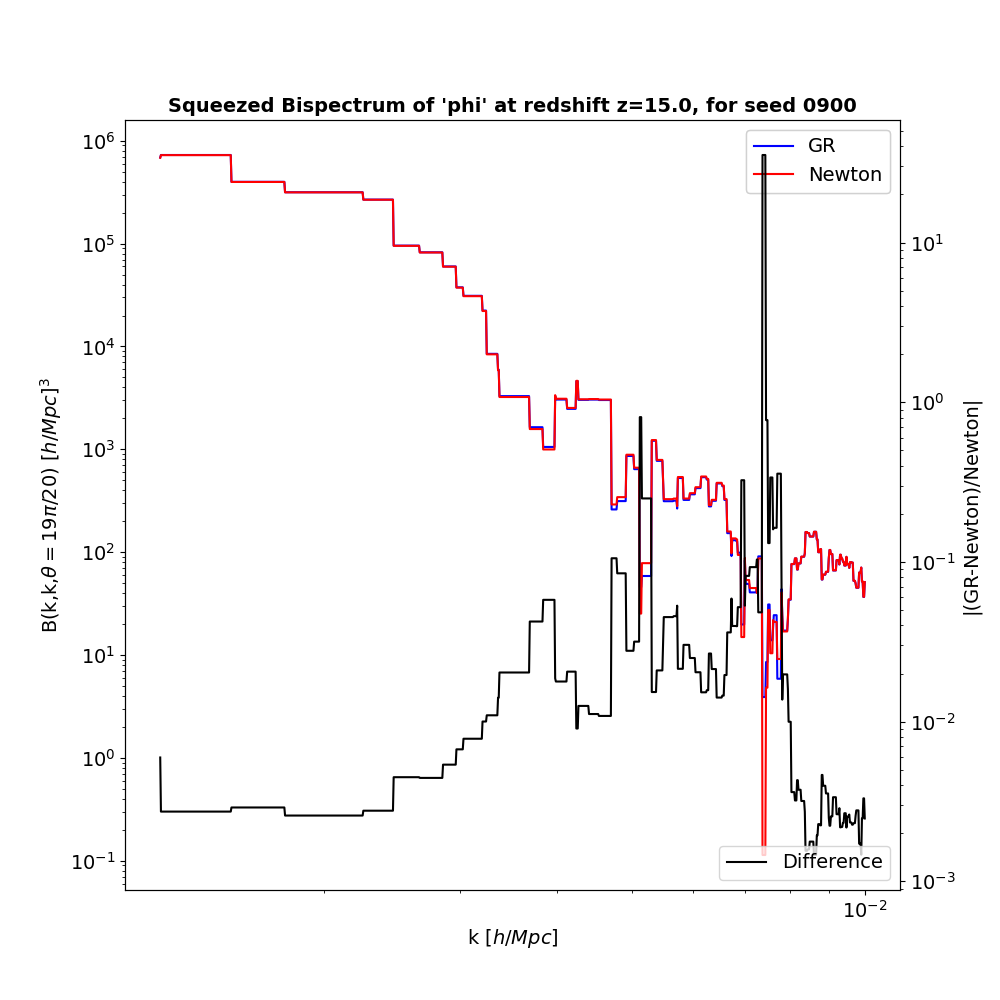 Squeezed Bispectrum of 'phi' at redshift z=15.0, for seed 0900
GR
Newton
10^6
10^5
10^4
10^3
10^2
10^1
10^0
10^-1
B(k,k,θ = 19π/20) [h/Mpc]^3
10^1
10^0
10^-1
10^-2
10^-3
|(GR-Newton)/Newton|
Difference
10^-2
k [h/Mpc]